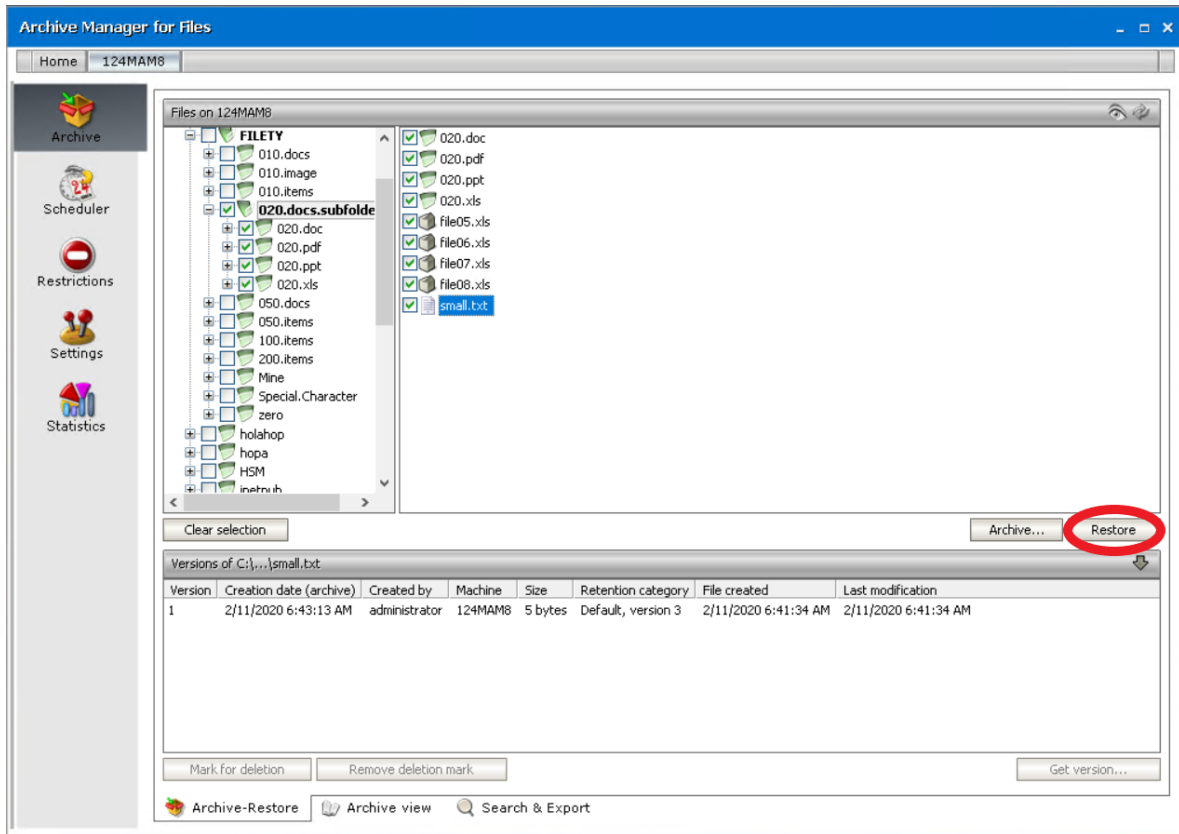 Archive Manager for Files
Home 124MAM8
Archive
Scheduler
Restrictions
Settings
Statistics
Files on 124MAM8
FILETY
010.docs
010.image
010.items
020.docs.subfolde
020.doc
020.pdf
020.ppt
020.xls
050.docs
050.items
100.items
200.items
Mine
Special.Character
zero
holahop
hopa
HSM
inetpub
020.doc
020.pdf
020.ppt
020.xls
file05.xls
file06.xls
file07.xls
file08.xls
small.txt
Clear selection Archive... Restore
Versions of C:\...\small.txt
Version Creation date (archive) Created by Machine Size Retention category File created Last modification
1 2/11/2020 6:43:13 AM administrator 124MAM8 5 bytes Default, version 3 2/11/2020 6:41:34 AM 2/11/2020 6:41:34 AM
Mark for deletion Remove deletion mark Get version...
Archive-Restore Archive view Search & Export